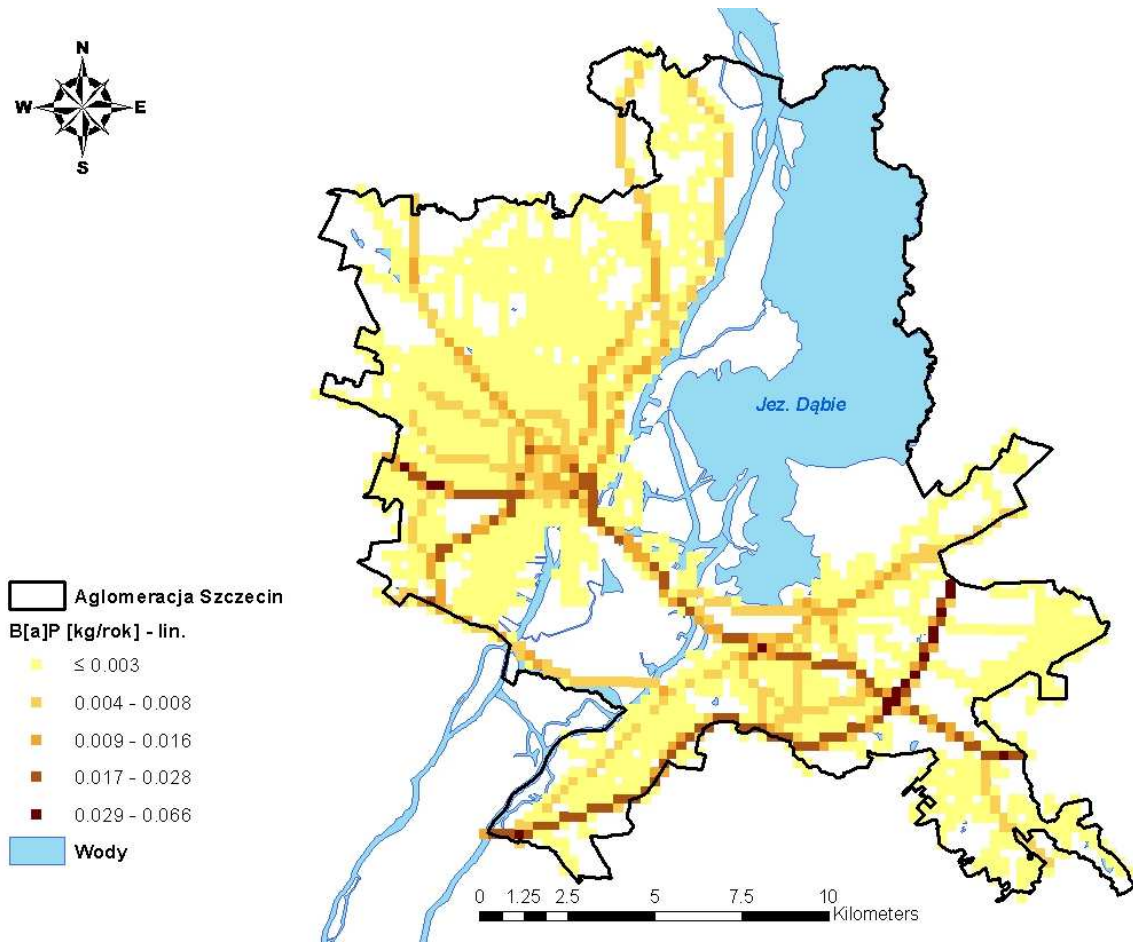 N
W E
S
Jez. Dąbie
Aglomeracja Szczecin
B[a]P [kg/rok] - lin.
≤ 0.003
0.004 - 0.008
0.009 - 0.016
0.017 - 0.028
0.029 - 0.066
Wody
0 1.25 2.5 5 7.5 10
Kilometers